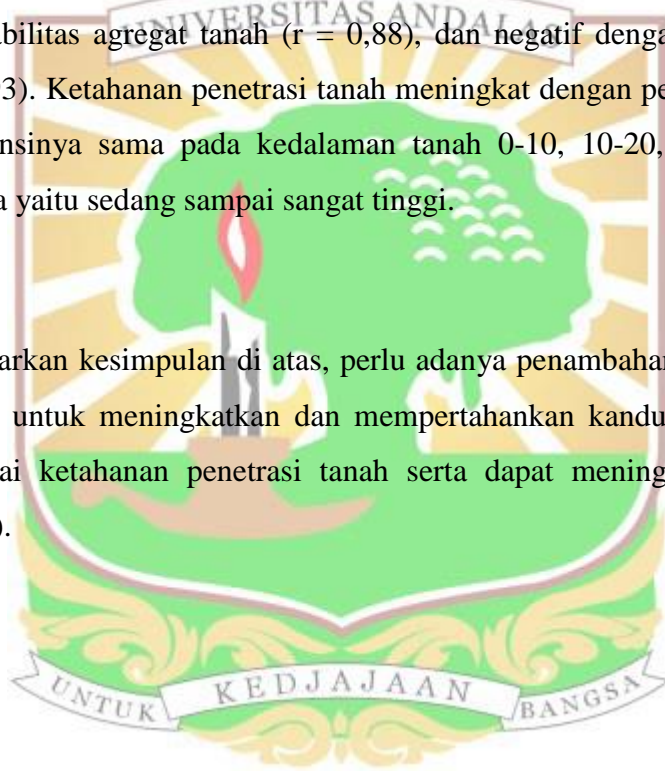 UNIVERSITAS ANDALAS
abilitas agregat tanah (r = 0,88), dan negatif denga
3). Ketahanan penetrasi tanah meningkat dengan pe
nsinya sama pada kedalaman tanah 0-10, 10-20,
a yaitu sedang sampai sangat tinggi.
arkan kesimpulan di atas, perlu adanya penambahan
untuk meningkatkan dan mempertahankan kandu
ai ketahanan penetrasi tanah serta dapat mening
).
UNTUK KEDJAJAAN BANGSA